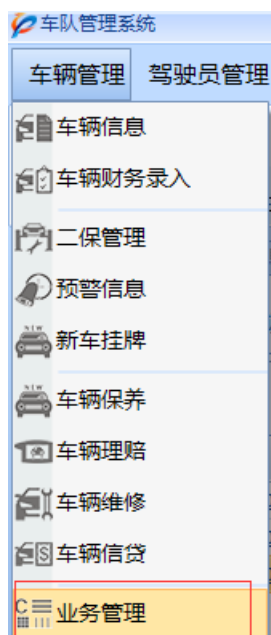 车队管理系统
车辆管理 驾驶员管理
车辆信息
车辆财务录入
二保管理
预警信息
新车挂牌
车辆保养
车辆理赔
车辆维修
车辆信贷
业务管理